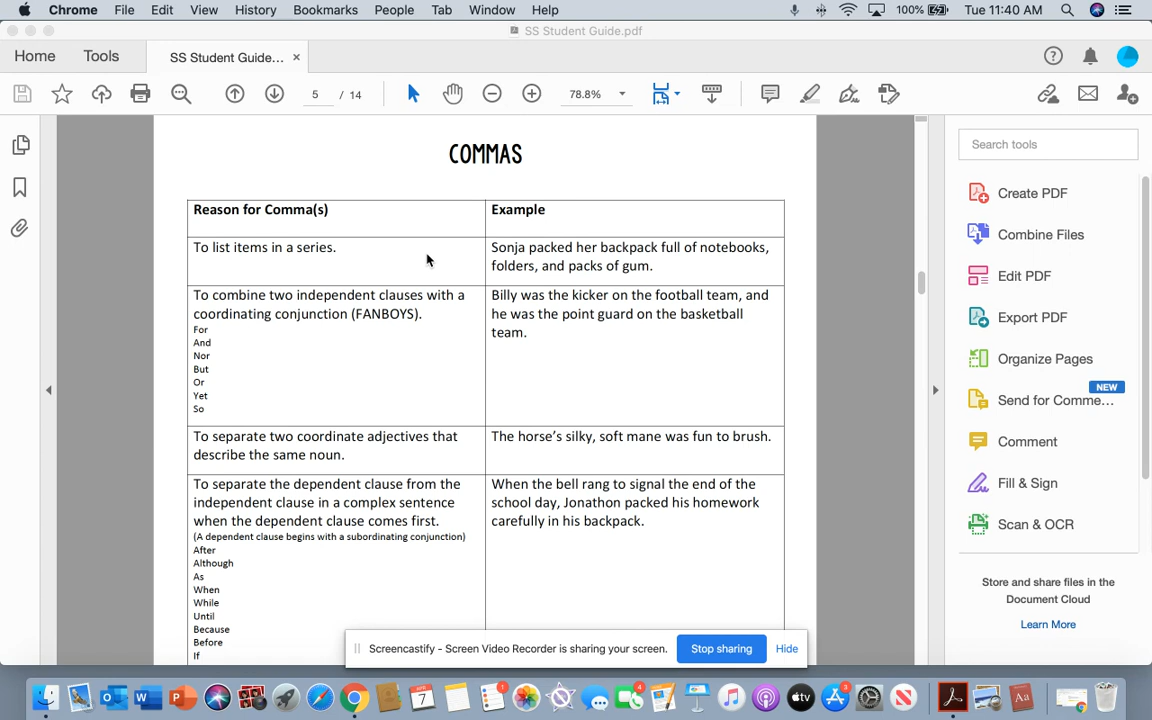 Chrome File Edit View History Bookmarks People Tab Window Help 100% Tue 11:40 AM
SS Student Guide.pdf
Home Tools SS Student Guide... ×
5 / 14 78.8%
COMMAS
Reason for Comma(s) Example
To list items in a series. Sonja packed her backpack full of notebooks,
folders, and packs of gum.
To combine two independent clauses with a Billy was the kicker on the football team, and
coordinating conjunction (FANBOYS). he was the point guard on the basketball
For team.
And
Nor
But
Or
Yet
So
To separate two coordinate adjectives that The horse's silky, soft mane was fun to brush.
describe the same noun.
To separate the dependent clause from the When the bell rang to signal the end of the
independent clause in a complex sentence school day, Jonathon packed his homework
when the dependent clause comes first. carefully in his backpack.
(A dependent clause begins with a subordinating conjunction)
After
Although
As
When
While
Until
Because
Before
If
Search tools
Create PDF
Combine Files
Edit PDF
Export PDF
Organize Pages
NEW
Send for Comme...
Comment
Fill & Sign
Scan & OCR
Store and share files in the
Document Cloud
Learn More
Screencastify - Screen Video Recorder is sharing your screen. Stop sharing Hide
7
1
4
3
Aa